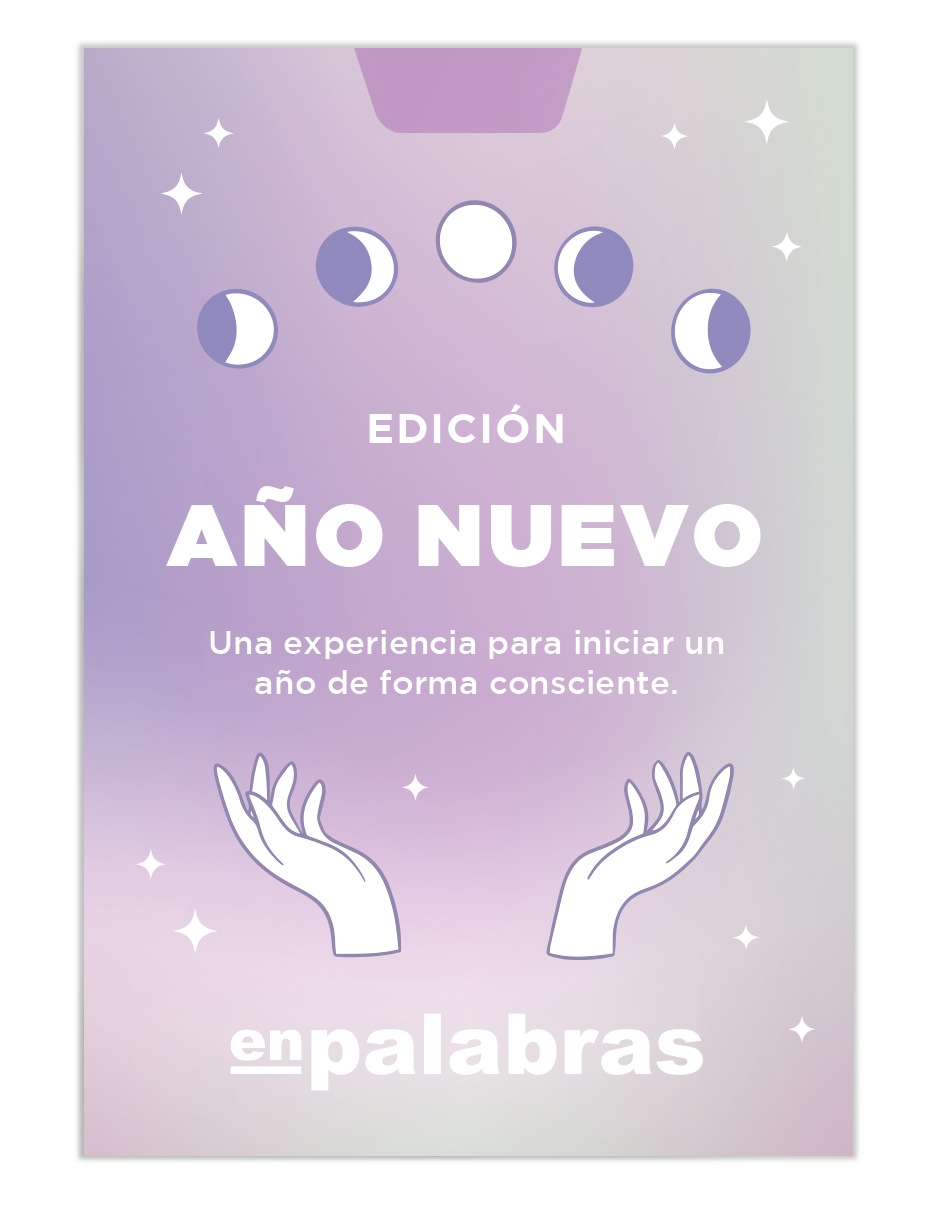 EDICIÓN
AÑO NUEVO
Una experiencia para iniciar un
año de forma consciente.
enpalabras